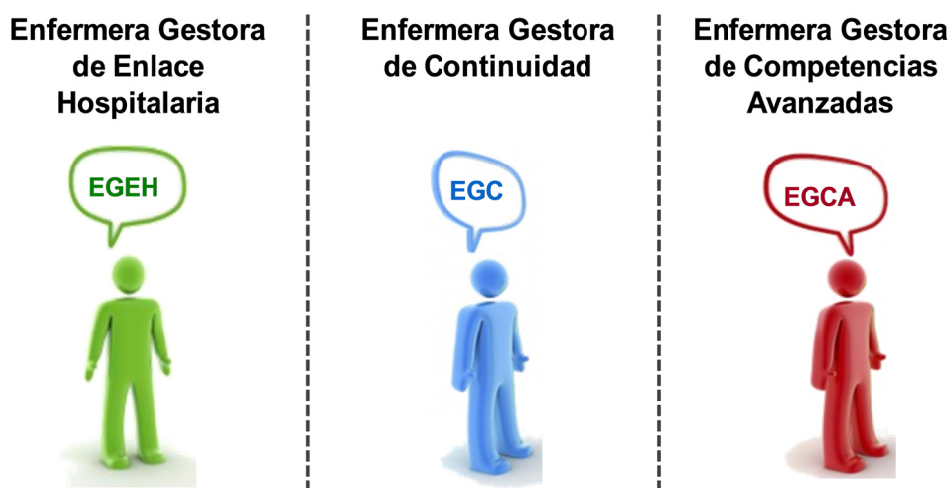 Enfermera Gestora
de Enlace
Hospitalaria
EGEH
Enfermera Gestora
de Continuidad
EGC
Enfermera Gestora
de Competencias
Avanzadas
EGCA